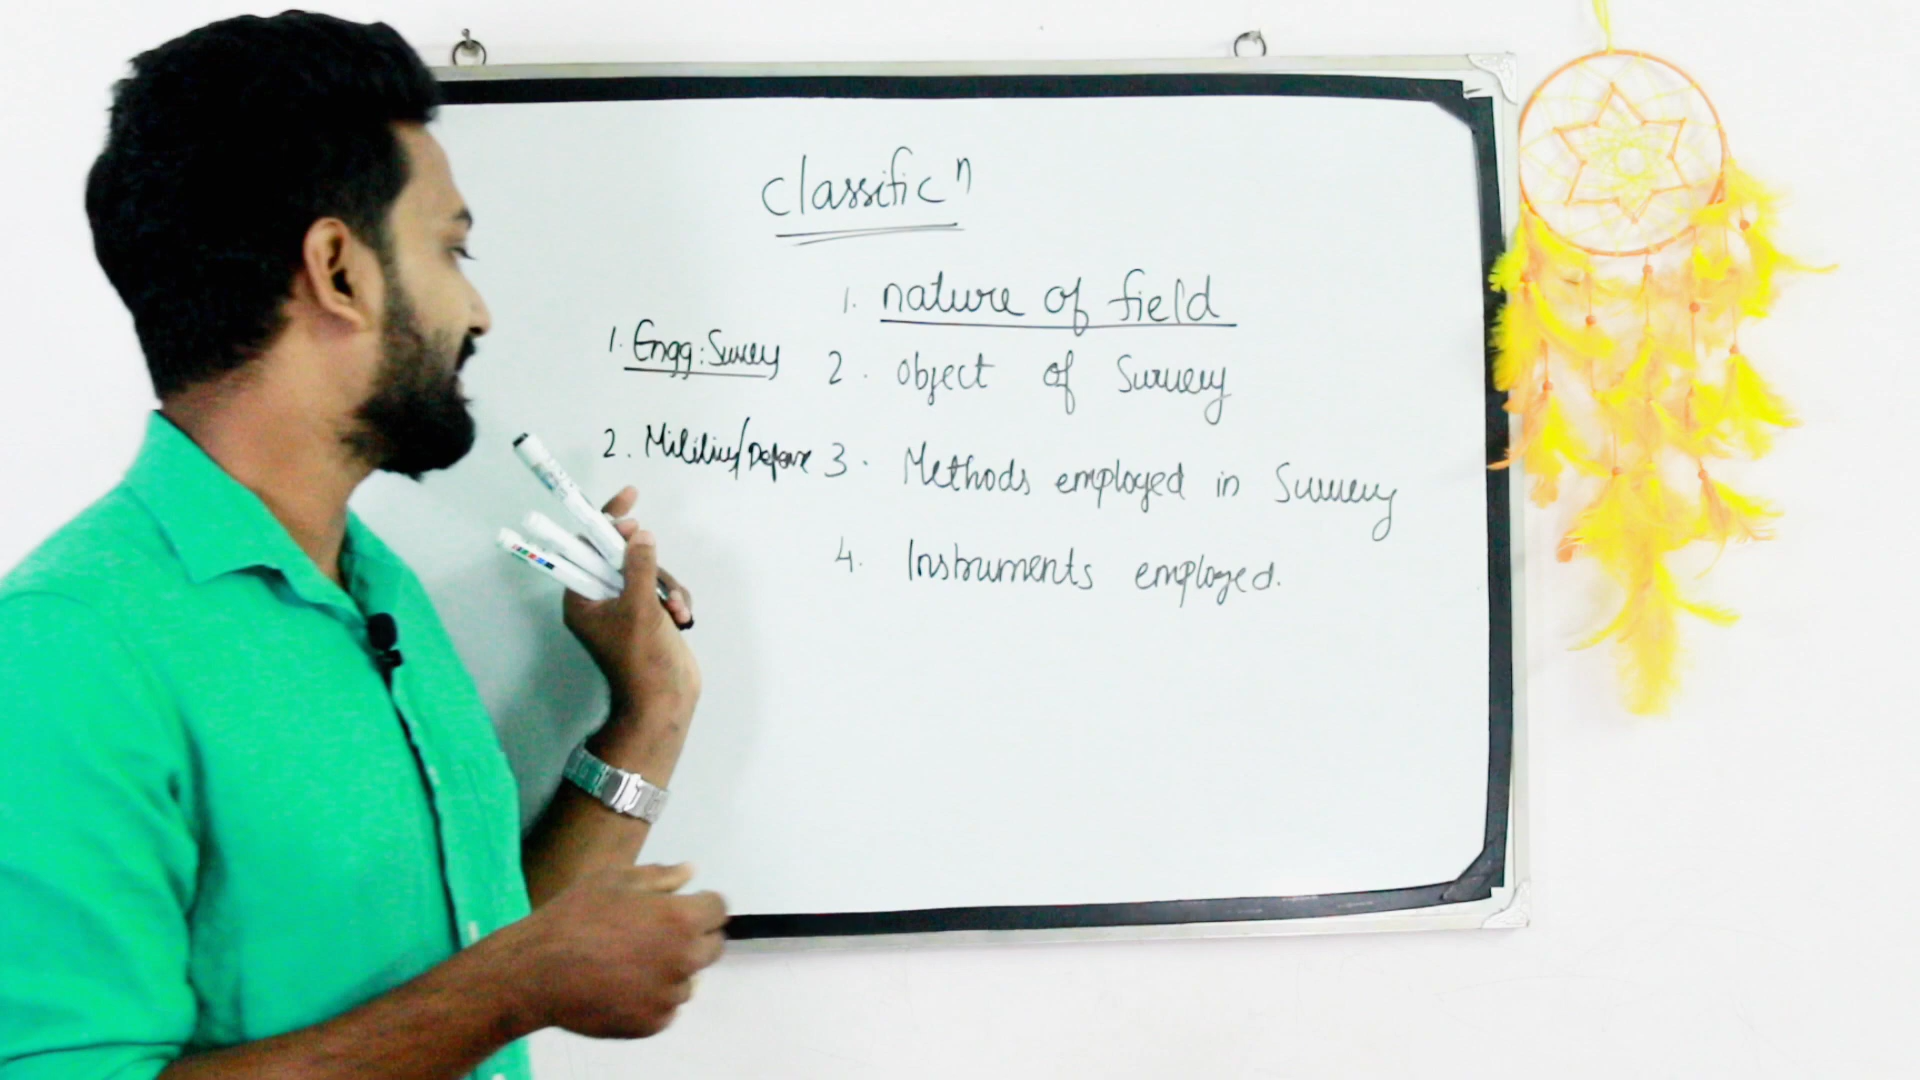 Classific n
1. nature of field
2. object of Survey
3. Methods employed in Survey
4. Instruments employed.
1. Engg: Survey
2. Military/Defence